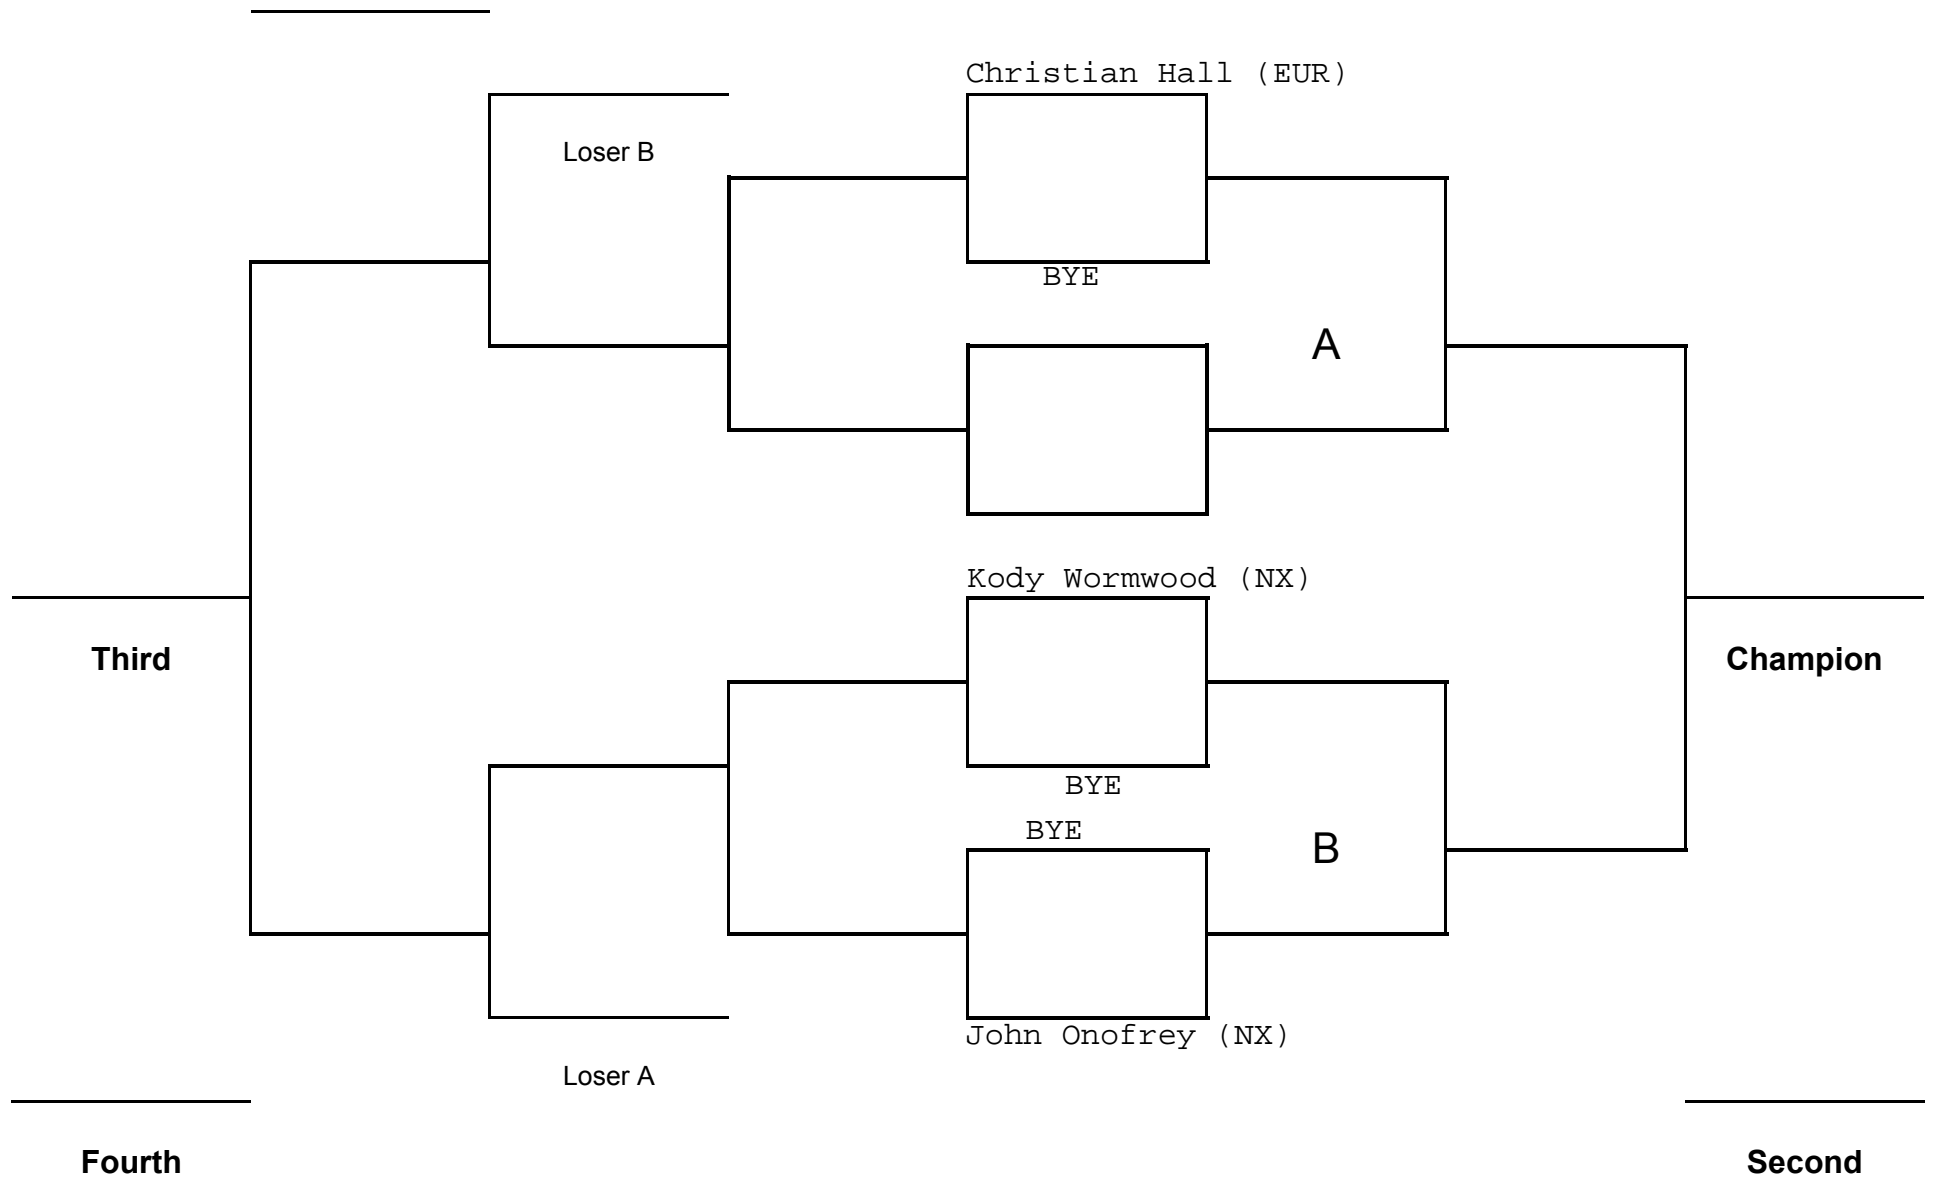 Christian Hall (EUR)
Loser B
BYE
A
Kody Wormwood (NX)
Third
Champion
BYE
BYE
B
John Onofrey (NX)
Loser A
Fourth
Second